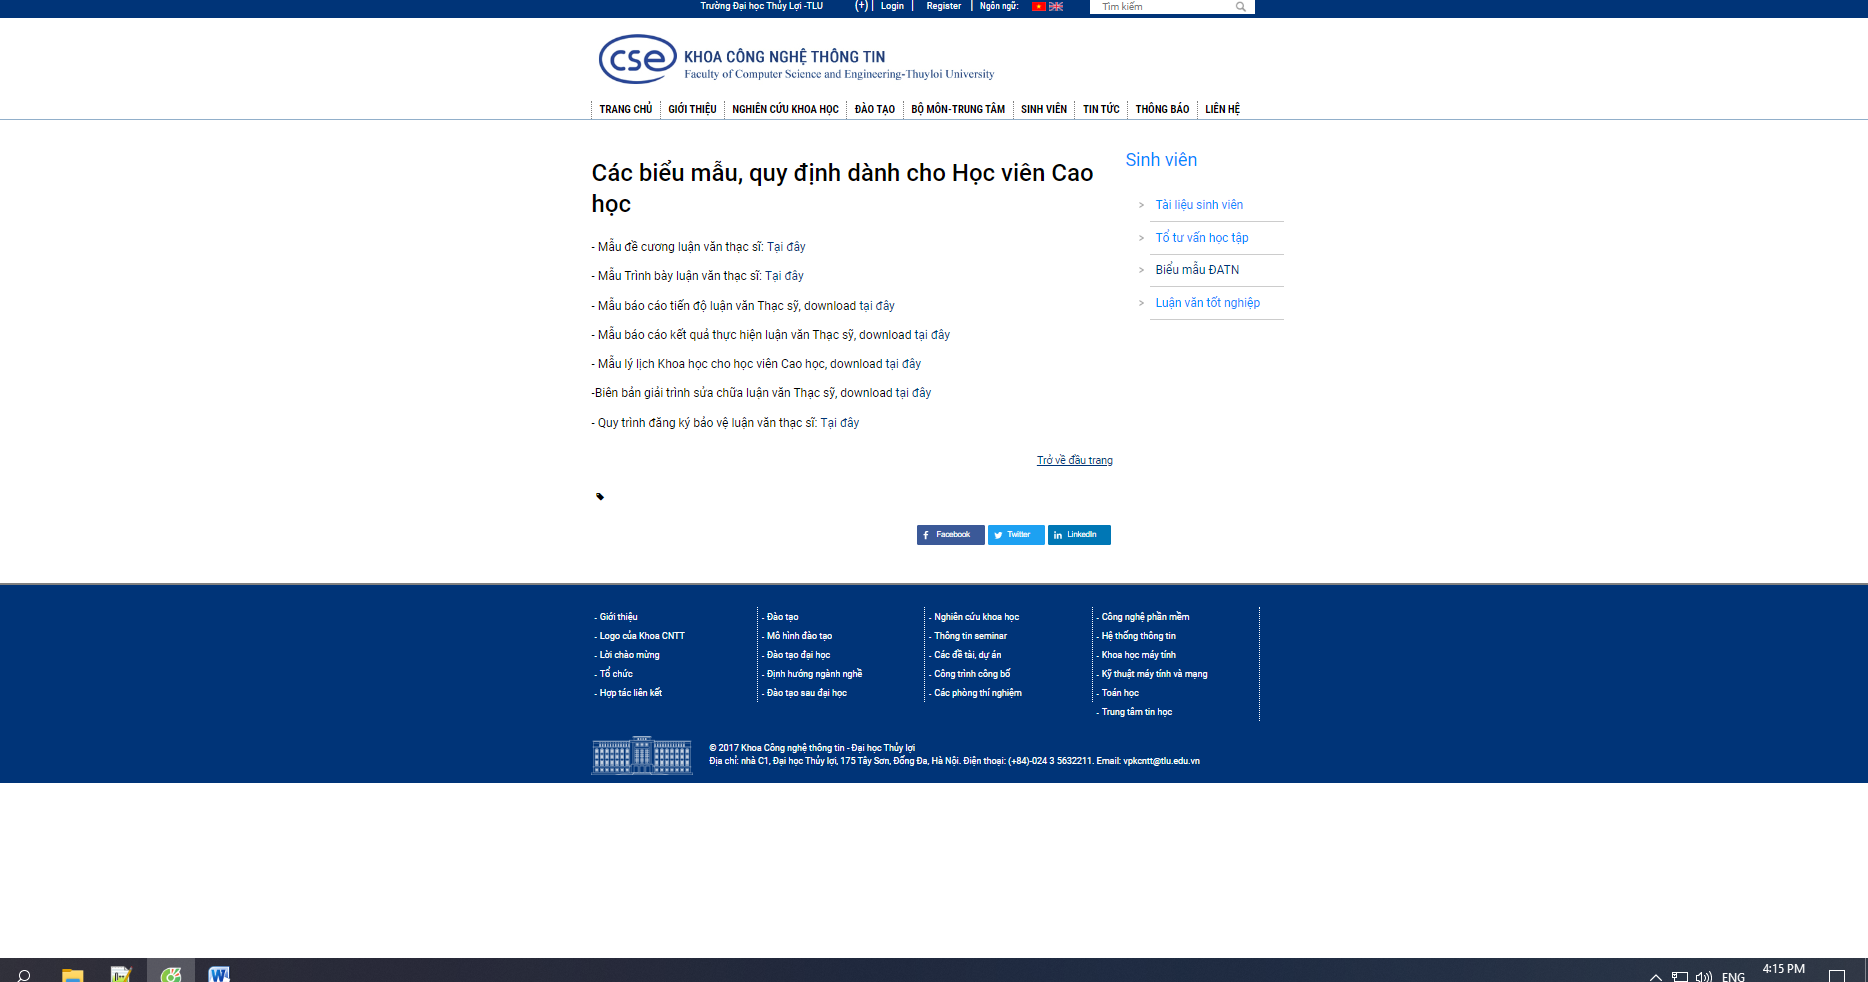 Trường Đại học Thủy Lợi -TLU (+) | Login | Register | Ngôn ngữ: Tìm kiếm
cse KHOA CÔNG NGHỆ THÔNG TIN
Faculty of Computer Science and Engineering-Thuyloi University
TRANG CHỦ GIỚI THIỆU NGHIÊN CỨU KHOA HỌC ĐÀO TẠO BỘ MÔN-TRUNG TÂM SINH VIÊN TIN TỨC THÔNG BÁO LIÊN HỆ
Các biểu mẫu, quy định dành cho Học viên Cao
học
- Mẫu đề cương luận văn thạc sĩ: Tại đây
- Mẫu Trình bày luận văn thạc sĩ: Tại đây
- Mẫu báo cáo tiến độ luận văn Thạc sỹ, download tại đây
- Mẫu báo cáo kết quả thực hiện luận văn Thạc sỹ, download tại đây
- Mẫu lý lịch Khoa học cho học viên Cao học, download tại đây
-Biên bản giải trình sửa chữa luận văn Thạc sỹ, download tại đây
- Quy trình đăng ký bảo vệ luận văn thạc sĩ: Tại đây
Trở về đầu trang
Facebook Twitter LinkedIn
Sinh viên
> Tài liệu sinh viên
> Tổ tư vấn học tập
> Biểu mẫu ĐATN
> Luận văn tốt nghiệp
- Giới thiệu
- Logo của Khoa CNTT
- Lời chào mừng
- Tổ chức
- Hợp tác liên kết
- Đào tạo
- Mô hình đào tạo
- Đào tạo đại học
- Định hướng ngành nghề
- Đào tạo sau đại học
- Nghiên cứu khoa học
- Thông tin seminar
- Các đề tài, dự án
- Công trình công bố
- Các phòng thí nghiệm
- Công nghệ phần mềm
- Hệ thống thông tin
- Khoa học máy tính
- Kỹ thuật máy tính và mạng
- Toán học
- Trung tâm tin học
© 2017 Khoa Công nghệ thông tin - Đại học Thủy lợi
Địa chỉ: nhà C1, Đại học Thủy lợi, 175 Tây Sơn, Đống Đa, Hà Nội. Điện thoại: (+84)-024 3 5632211. Email: vpkcntt@tlu.edu.vn
ENG 4:15 PM